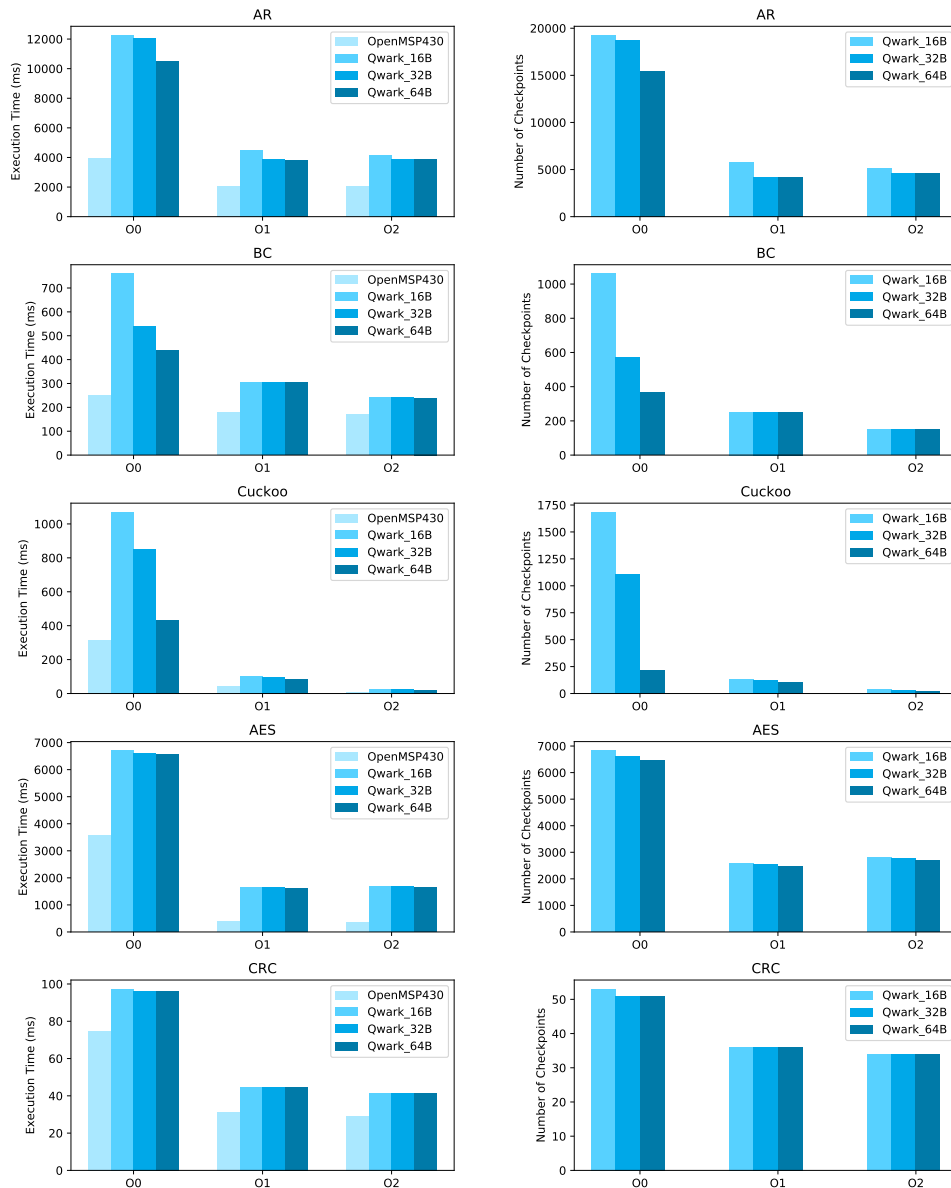 AR
Execution Time (ms)
12000
10000
8000
6000
4000
2000
0
O0
O1
O2
OpenMSP430
Qwark_16B
Qwark_32B
Qwark_64B
AR
Number of Checkpoints
20000
15000
10000
5000
0
O0
O1
O2
Qwark_16B
Qwark_32B
Qwark_64B
BC
Execution Time (ms)
700
600
500
400
300
200
100
0
O0
O1
O2
OpenMSP430
Qwark_16B
Qwark_32B
Qwark_64B
BC
Number of Checkpoints
1000
800
600
400
200
0
O0
O1
O2
Qwark_16B
Qwark_32B
Qwark_64B
Cuckoo
Execution Time (ms)
1000
800
600
400
200
0
O0
O1
O2
OpenMSP430
Qwark_16B
Qwark_32B
Qwark_64B
Cuckoo
Number of Checkpoints
1750
1500
1250
1000
750
500
250
0
O0
O1
O2
Qwark_16B
Qwark_32B
Qwark_64B
AES
Execution Time (ms)
7000
6000
5000
4000
3000
2000
1000
0
O0
O1
O2
OpenMSP430
Qwark_16B
Qwark_32B
Qwark_64B
AES
Number of Checkpoints
7000
6000
5000
4000
3000
2000
1000
0
O0
O1
O2
Qwark_16B
Qwark_32B
Qwark_64B
CRC
Execution Time (ms)
100
80
60
40
20
0
O0
O1
O2
OpenMSP430
Qwark_16B
Qwark_32B
Qwark_64B
CRC
Number of Checkpoints
50
40
30
20
10
0
O0
O1
O2
Qwark_16B
Qwark_32B
Qwark_64B